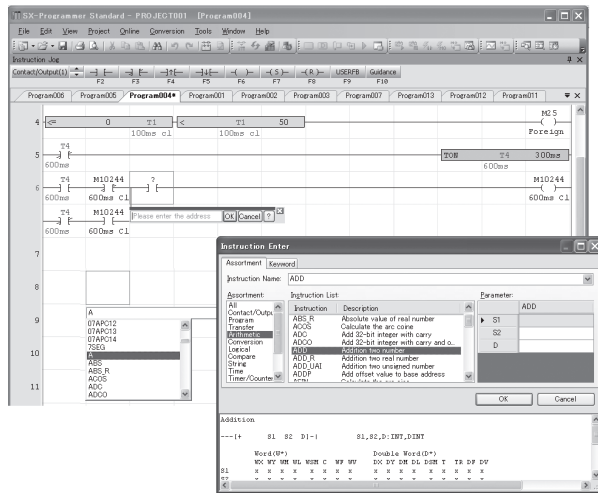 SX-Programmer Standard - PROJECT001 [Program004]
File Edit View Project Online Conversion Tools Window Help
Instruction Jog
Contact/Output(1)
F2 F3 F4 F5 F6 F7 F8 F9 F10
( S ) ( R ) USERFB Guidance
Program006 Program005 Program004* Program001 Program002 Program003 Program007 Program013 Program012 Program011
M25
4 <= 0 T1 < T1 50 ( )
100ms cl 100ms cl Foreign
T4
5 TON T4 300ms
600ms 600ms
T4 M10244 ? M10244
6 ( )
600ms 600ms Cl 600ms Cl
T4 M10244 Please enter the address OK Cancel ?
600ms 600ms Cl
7
8
9
10
11
A
07APC12
07APC13
07APC14
7SEG
A
ABS
ABS_R
ACOS
ADC
ADCO
Instruction Enter
Assortment Keyword
Instruction Name: ADD
Assortment: Instruction List: Parameter:
All
Contact/Outpu
Program
Transfer
Arithmetic
Conversion
Logical
Compare
String
Time
Timer/Counter
Instruction Description
ABS_R Absolute value of real number
ACOS Calculate the arc coine
ADC Add 32-bit integer with carry
ADCO Add 32-bit integer with carry and o..
ADD Addition two number
ADD_R Addition two real number
ADD_UAI Addition two unsigned number
ADDP Add offset value to base address
ADD
S1
S2
D
OK Cancel
Addition
---[+ S1 S2 D]-| S1,S2,D:INT,DINT
Word(W*) Double Word(D*)
WX WY WM WL WSM C WF WV DX DY DM DL DSM T TR DF DV
S1 x x x x x x x x x x x x x x x x x